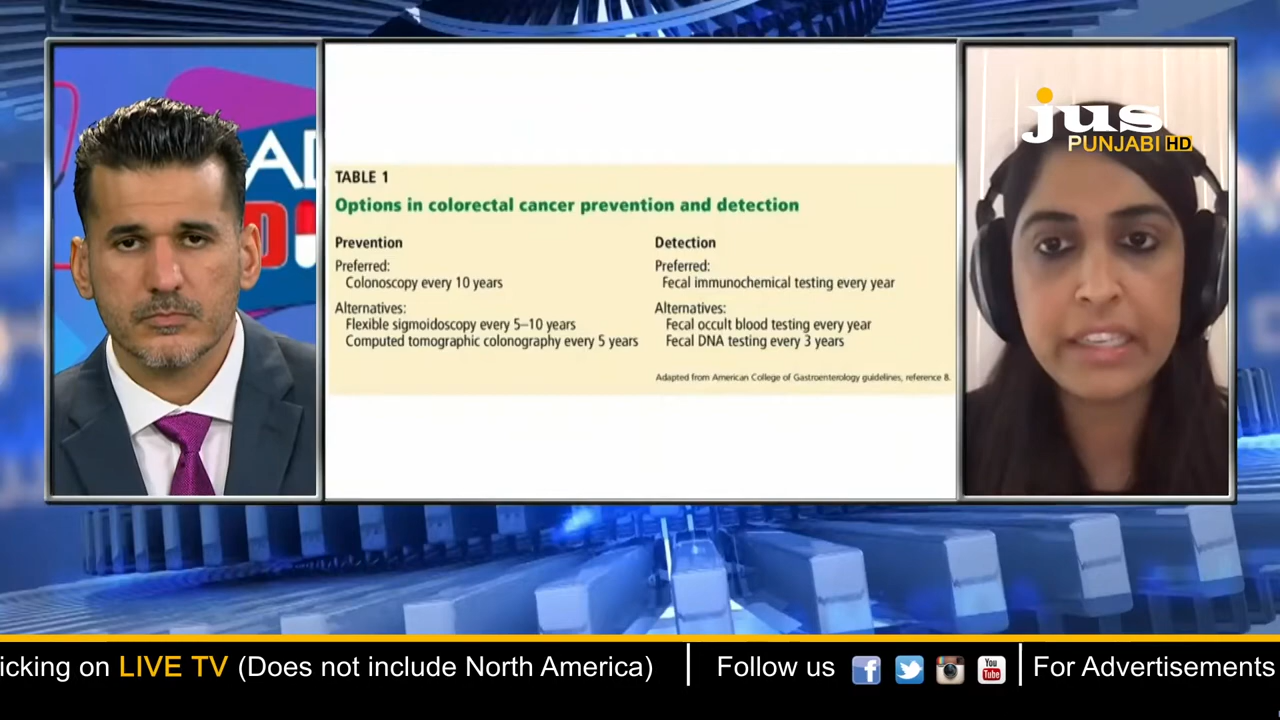 AD
jus
PUNJABI HD
TABLE 1
Options in colorectal cancer prevention and detection
Prevention
Preferred:
Colonoscopy every 10 years
Alternatives:
Flexible sigmoidoscopy every 5–10 years
Computed tomographic colonography every 5 years
Detection
Preferred:
Fecal immunochemical testing every year
Alternatives:
Fecal occult blood testing every year
Fecal DNA testing every 3 years
Adapted from American College of Gastroenterology guidelines, reference 8.
icking on LIVE TV (Does not include North America) | Follow us f You Tube | For Advertisements